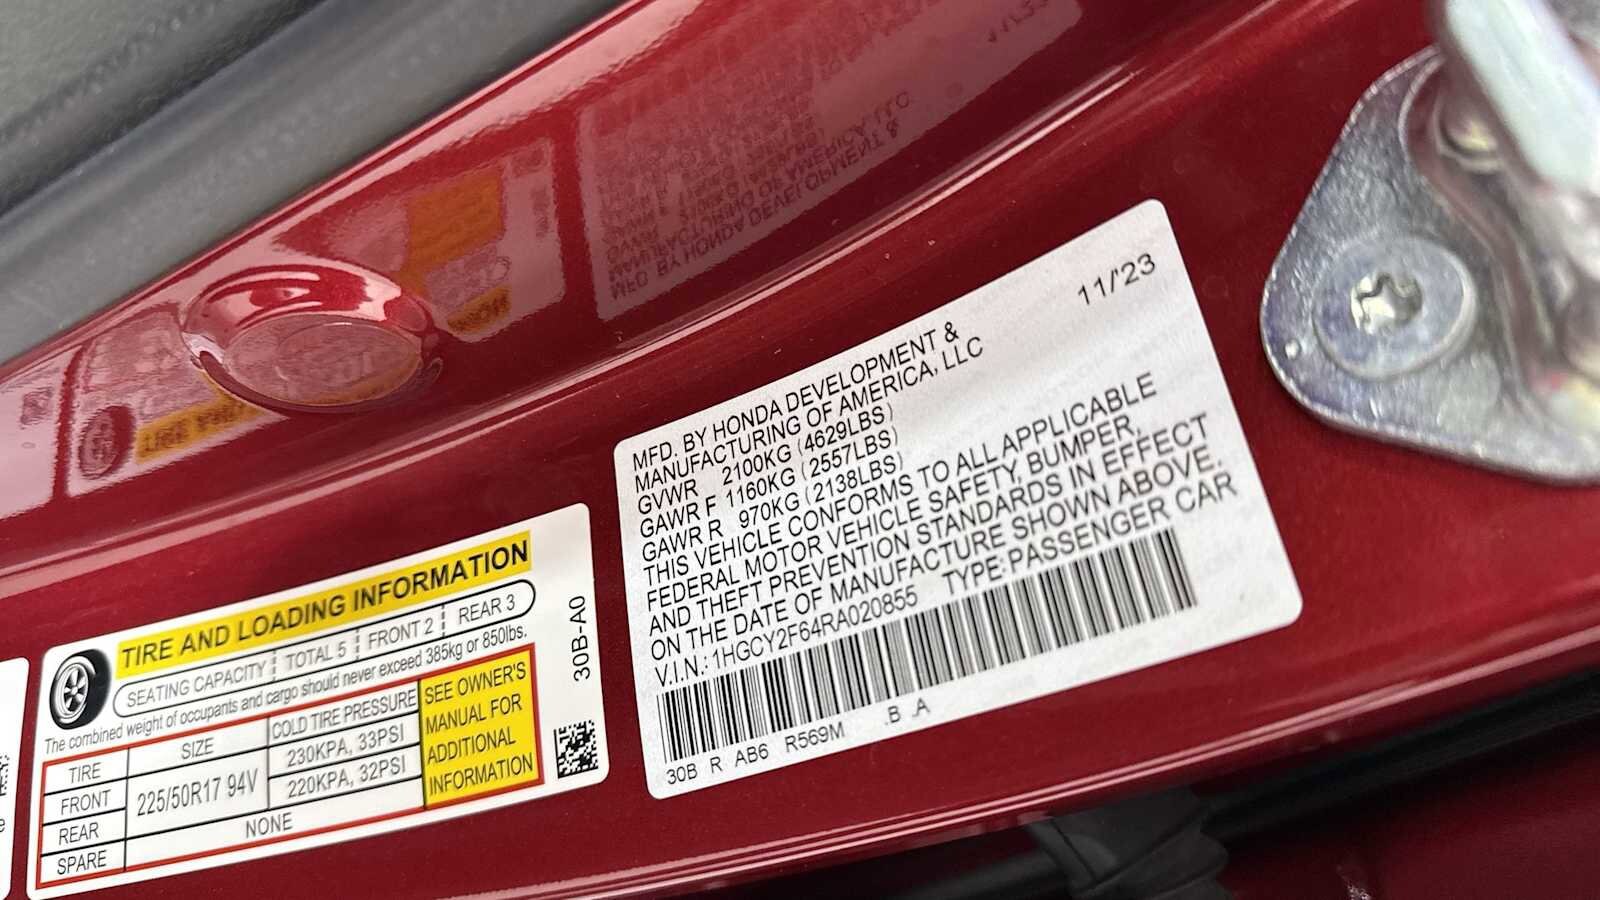 MFD. BY HONDA DEVELOPMENT &
MANUFACTURING OF AMERICA, LLC
11/'23
GVWR 2100KG (4629LBS)
GAWR F 1160KG (2557LBS)
GAWR R 970KG (2138LBS)
THIS VEHICLE CONFORMS TO ALL APPLICABLE
FEDERAL MOTOR VEHICLE SAFETY, BUMPER,
AND THEFT PREVENTION STANDARDS IN EFFECT
ON THE DATE OF MANUFACTURE SHOWN ABOVE.
V.I.N.: 1HGCY2F64RA020855 TYPE:PASSENGER CAR
30B R AB6 R569M .B .A
TIRE AND LOADING INFORMATION
SEATING CAPACITY TOTAL 5 FRONT 2 REAR 3
The combined weight of occupants and cargo should never exceed 385kg or 850lbs.
TIRE SIZE COLD TIRE PRESSURE
FRONT 225/50R17 94V 230KPA, 33PSI
REAR 220KPA, 32PSI
SPARE NONE
SEE OWNER'S
MANUAL FOR
ADDITIONAL
INFORMATION
30B-A0